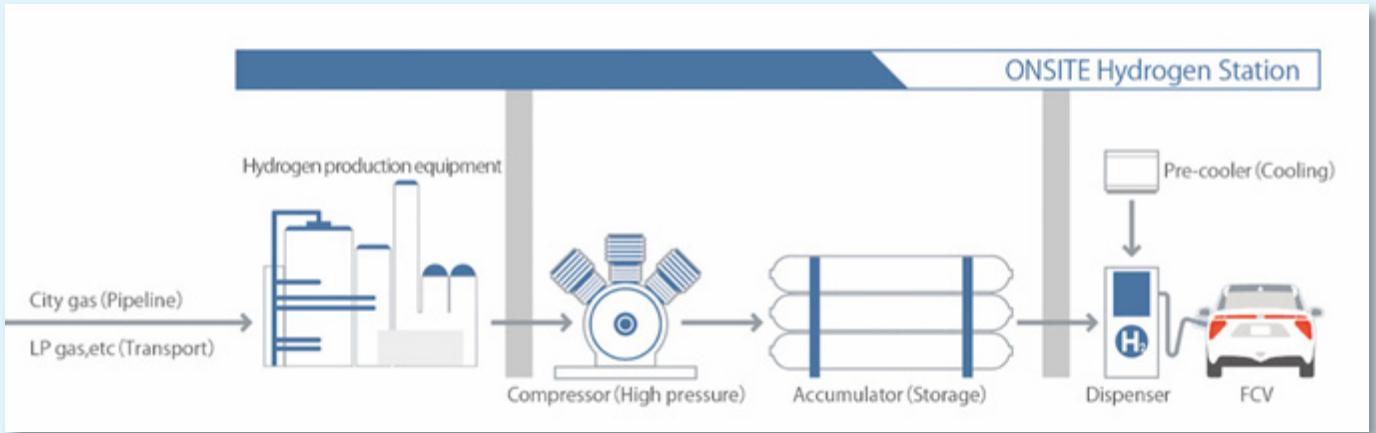 ONSITE Hydrogen Station
Hydrogen production equipment
Pre-cooler (Cooling)
City gas (Pipeline)
LP gas,etc (Transport)
H2
Compressor (High pressure)
Accumulator (Storage)
Dispenser
FCV